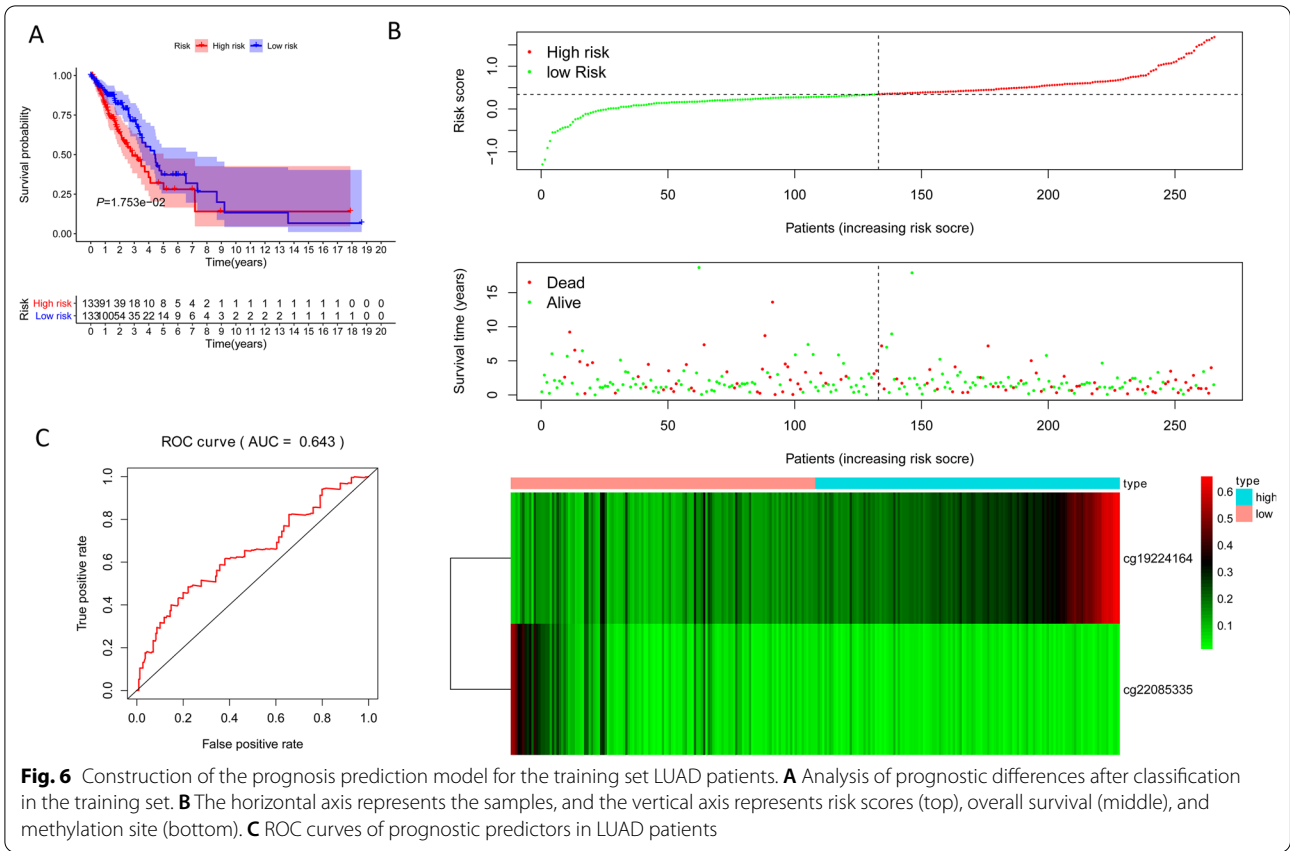 A
Risk High risk Low risk
Survival probability
1.00
0.75
0.50
0.25
0.00
P=1.753e−02
0 1 2 3 4 5 6 7 8 9 10 11 12 13 14 15 16 17 18 19 20
Time(years)
Risk
High risk 133 91 39 18 10 8 5 4 2 1 1 1 1 1 1 1 1 1 0 0 0
Low risk 133 100 54 35 22 14 9 6 4 3 2 2 2 2 1 1 1 1 1 0 0
0 1 2 3 4 5 6 7 8 9 10 11 12 13 14 15 16 17 18 19 20
Time(years)
B
High risk
low Risk
Risk score
1.0
0.0
−1.0
0 50 100 150 200 250
Patients (increasing risk socre)
Dead
Alive
Survival time (years)
15
10
5
0
0 50 100 150 200 250
Patients (increasing risk socre)
type
cg19224164
cg22085335
type
high
low
0.6
0.5
0.4
0.3
0.2
0.1
C
ROC curve ( AUC = 0.643 )
True positive rate
1.0
0.8
0.6
0.4
0.2
0.0
0.0 0.2 0.4 0.6 0.8 1.0
False positive rate
Fig. 6 Construction of the prognosis prediction model for the training set LUAD patients. A Analysis of prognostic differences after classification
in the training set. B The horizontal axis represents the samples, and the vertical axis represents risk scores (top), overall survival (middle), and
methylation site (bottom). C ROC curves of prognostic predictors in LUAD patients